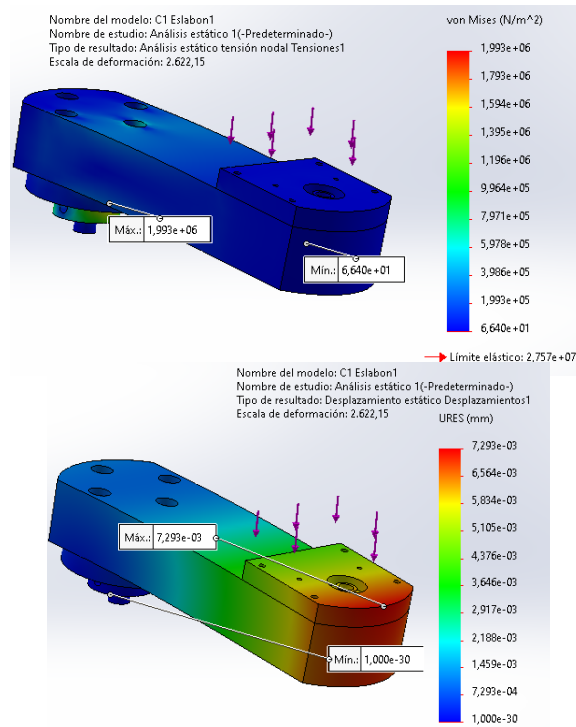 Nombre del modelo: C1 Eslabon1
Nombre de estudio: Análisis estático 1(-Predeterminado-)
Tipo de resultado: Análisis estático tensión nodal Tensiones1
Escala de deformación: 2.622,15
von Mises (N/m^2)
1,993e+06
1,793e+06
1,594e+06
1,395e+06
1,196e+06
9,964e+05
7,971e+05
5,978e+05
3,986e+05
1,993e+05
6,640e+01
Máx.: 1,993e+06
Mín.: 6,640e+01
Límite elástico: 2,757e+07
Nombre del modelo: C1 Eslabon1
Nombre de estudio: Análisis estático 1(-Predeterminado-)
Tipo de resultado: Desplazamiento estático Desplazamientos1
Escala de deformación: 2.622,15
URES (mm)
7,293e-03
6,564e-03
5,834e-03
5,105e-03
4,376e-03
3,646e-03
2,917e-03
2,188e-03
1,459e-03
7,293e-04
1,000e-30
Máx.: 7,293e-03
Mín.: 1,000e-30